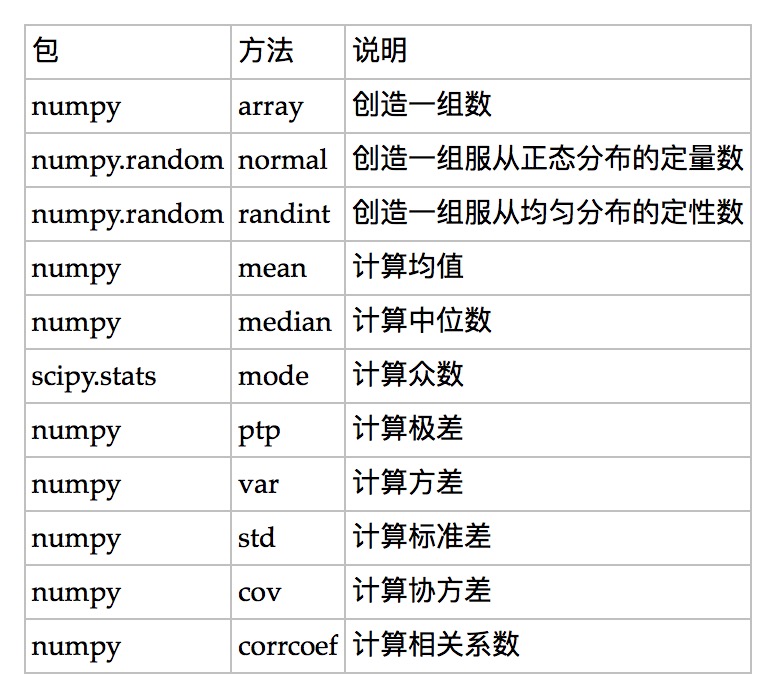 包 方法 说明
numpy array 创造一组数
numpy.random normal 创造一组服从正态分布的定量数
numpy.random randint 创造一组服从均匀分布的定性数
numpy mean 计算均值
numpy median 计算中位数
scipy.stats mode 计算众数
numpy ptp 计算极差
numpy var 计算方差
numpy std 计算标准差
numpy cov 计算协方差
numpy corrcoef 计算相关系数